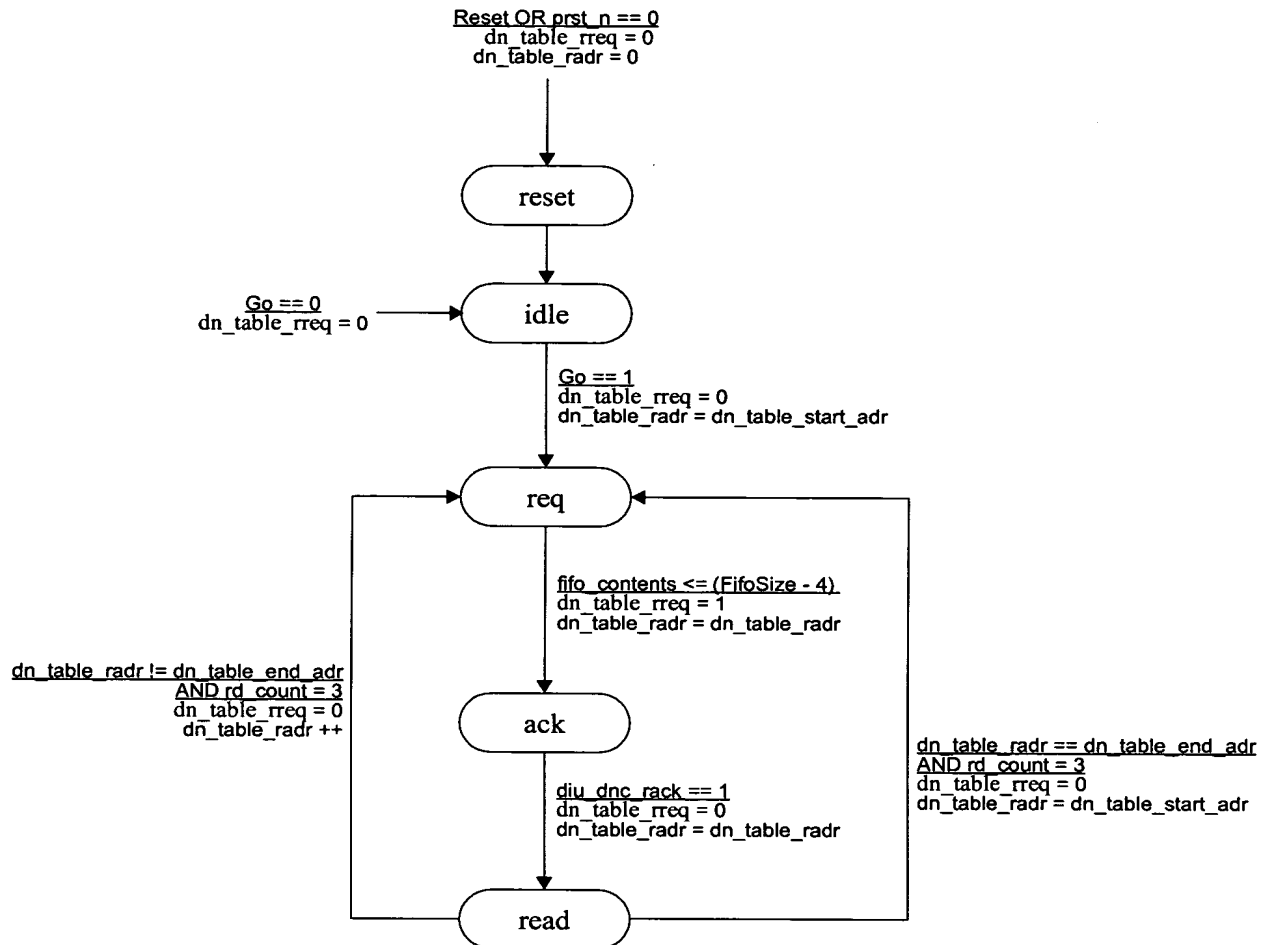 Reset OR prst_n == 0
dn_table_rreq = 0
dn_table_radr = 0
reset
Go == 0
dn_table_rreq = 0
idle
Go == 1
dn_table_rreq = 0
dn_table_radr = dn_table_start_adr
req
fifo_contents <= (FifoSize - 4)
dn_table_rreq = 1
dn_table_radr = dn_table_radr
dn_table_radr != dn_table_end_adr
AND rd_count = 3
dn_table_rreq = 0
dn_table_radr ++
ack
dn_table_radr == dn_table_end_adr
AND rd_count = 3
dn_table_rreq = 0
dn_table_radr = dn_table_start_adr
diu_dnc_rack == 1
dn_table_rreq = 0
dn_table_radr = dn_table_radr
read